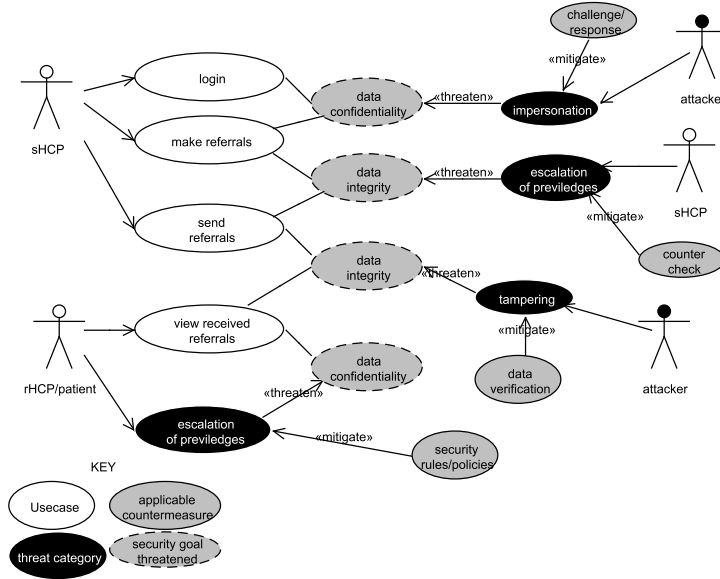 challenge/
response
«mitigate»
login
data
confidentiality
«threaten»
impersonation
attacke
sHCP
make referrals
data
integrity
«threaten»
escalation
of previledges
sHCP
«mitigate»
send
referrals
data
integrity
«threaten»
counter
check
tampering
view received
referrals
«mitigate»
rHCP/patient
data
confidentiality
data
verification
attacker
«threaten»
escalation
of previledges
«mitigate»
security
rules/policies
KEY
Usecase
applicable
countermeasure
threat category
security goal
threatened